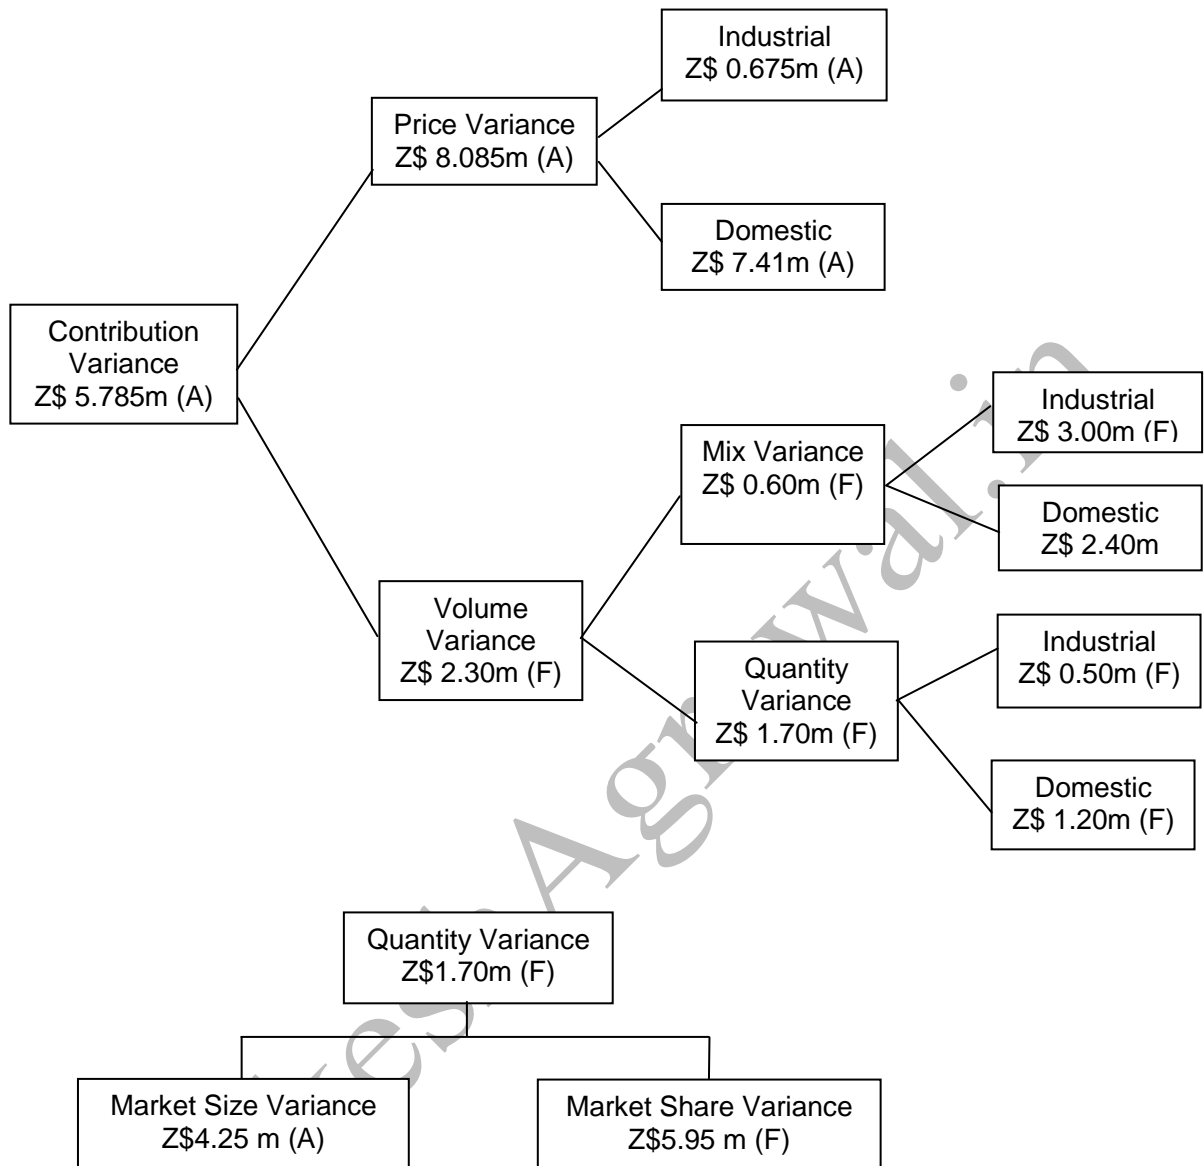 Industrial
Z$ 0.675m (A)
Price Variance
Z$ 8.085m (A)
Domestic
Z$ 7.41m (A)
Contribution
Variance
Z$ 5.785m (A)
Industrial
Z$ 3.00m (F)
Mix Variance
Z$ 0.60m (F)
Domestic
Z$ 2.40m
Volume
Variance
Z$ 2.30m (F)
Industrial
Z$ 0.50m (F)
Quantity
Variance
Z$ 1.70m (F)
Domestic
Z$ 1.20m (F)
Quantity Variance
Z$1.70m (F)
Market Size Variance
Z$4.25 m (A)
Market Share Variance
Z$5.95 m (F)